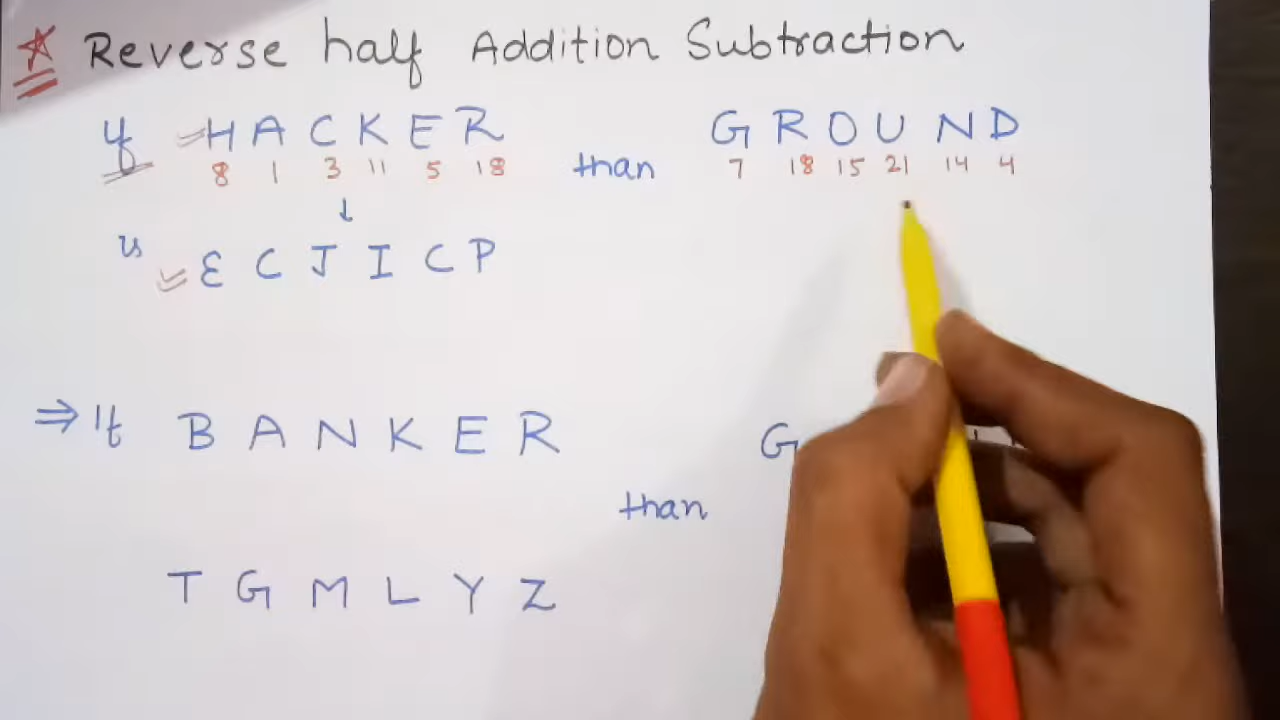 Reverse half Addition Subtraction
If HACKER than GROUND
8 1 3 11 5 18 7 18 15 21 14 4
↓
is ECJICP
⇒ If BANKER G
than
TGMLYZ